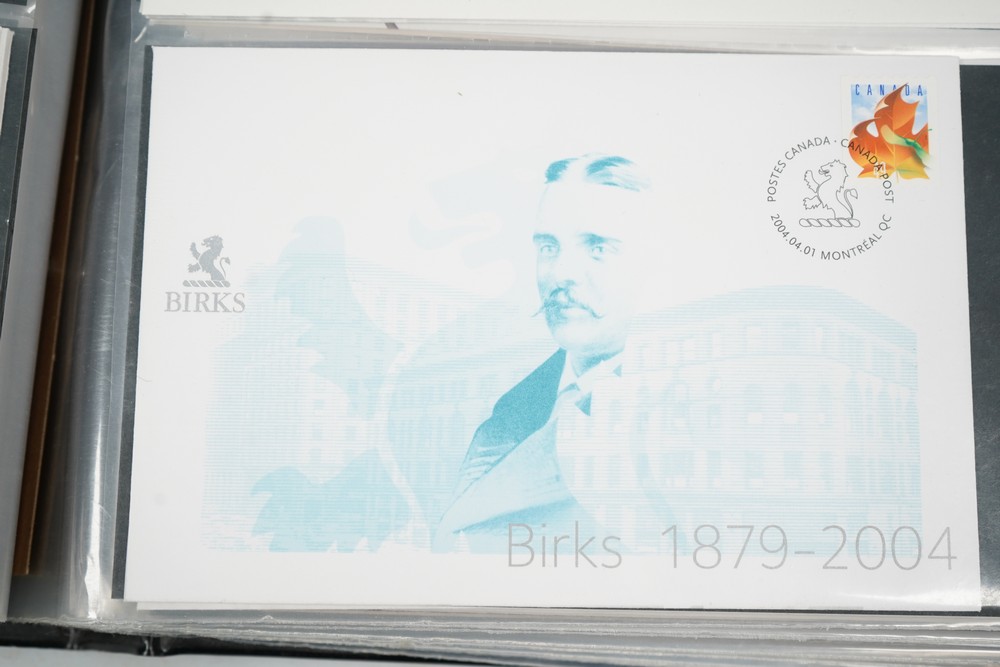 CANADA
POSTES CANADA · CANADA POST
2004.04.01 MONTRÉAL QC
BIRKS
Birks 1879–2004